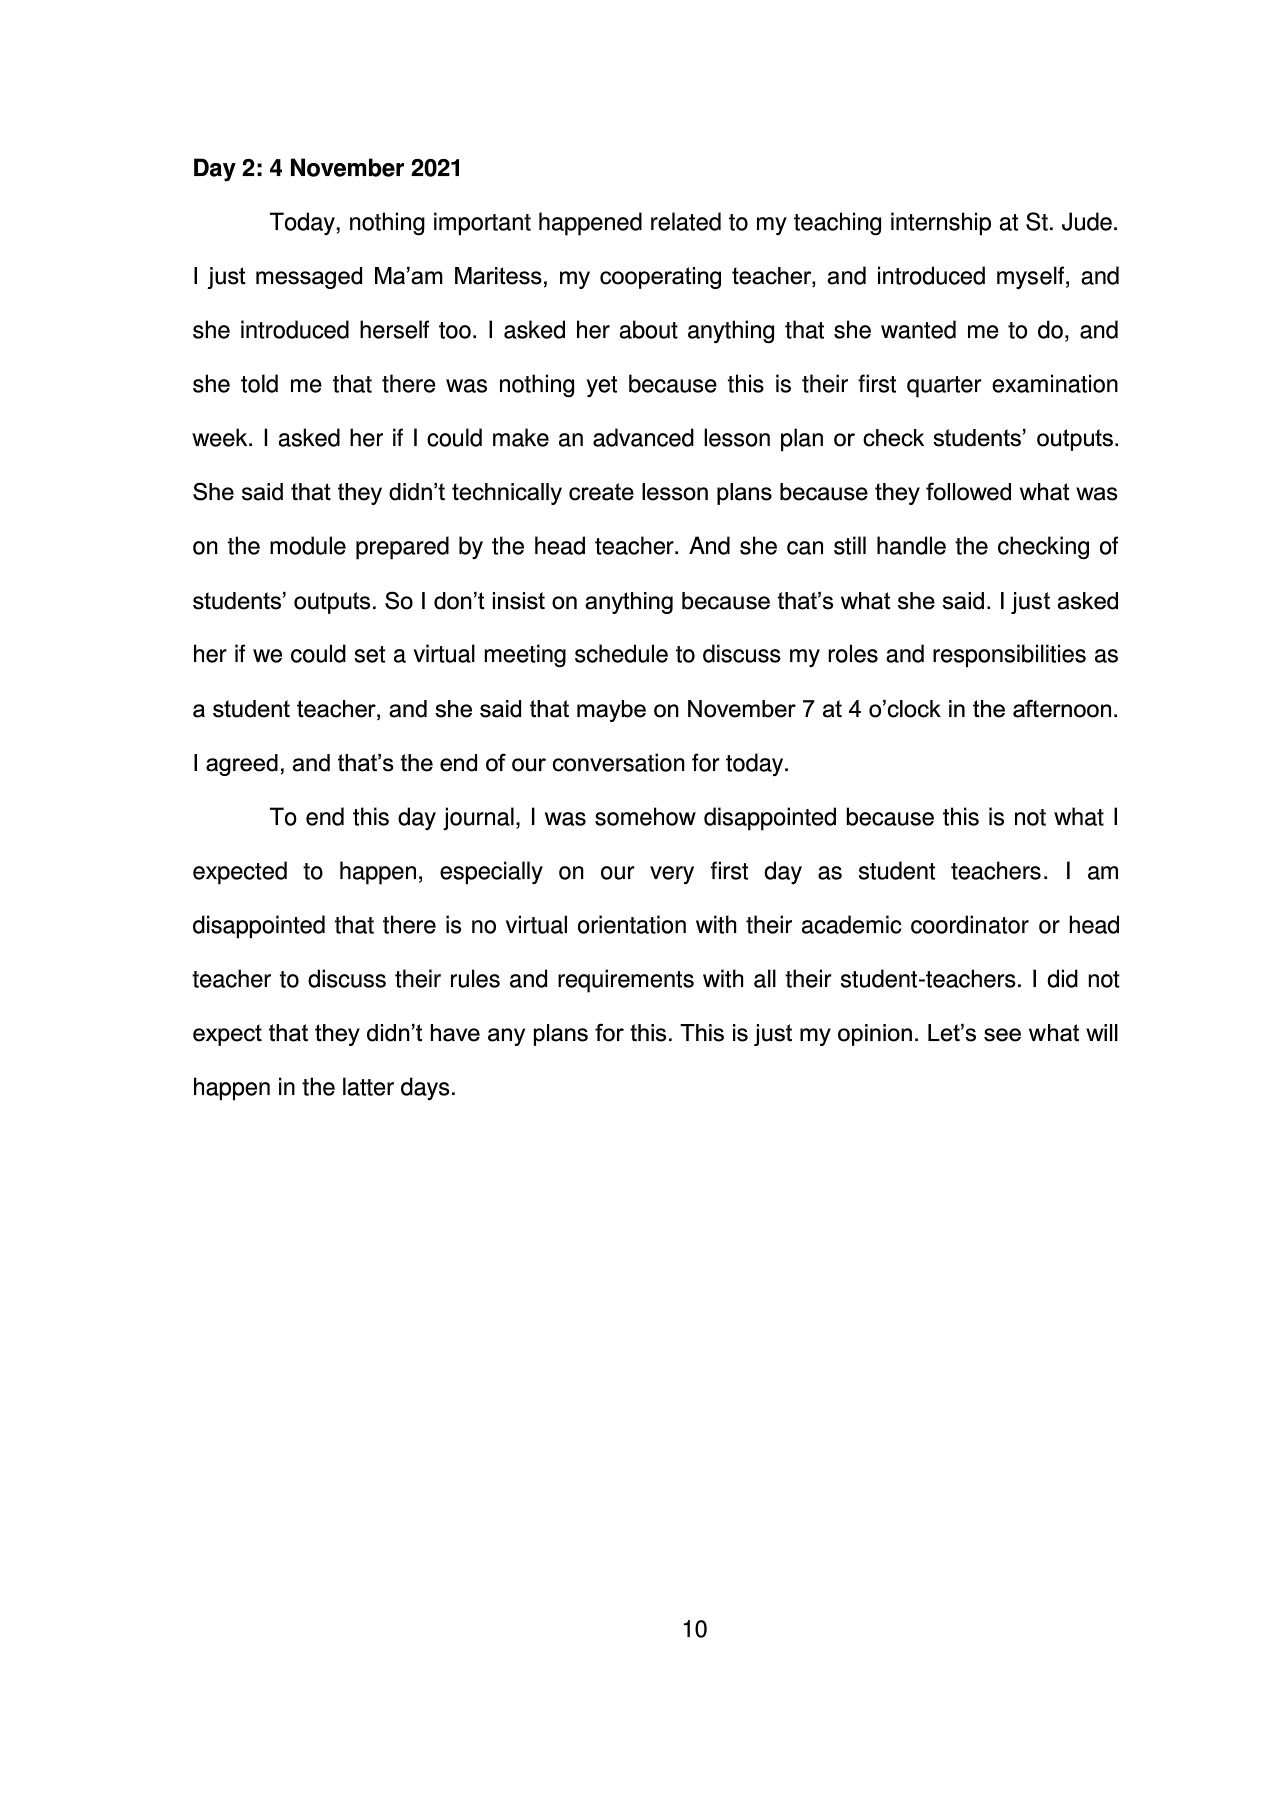 Day 2: 4 November 2021
Today, nothing important happened related to my teaching internship at St. Jude.
I just messaged Ma’am Maritess, my cooperating teacher, and introduced myself, and
she introduced herself too. I asked her about anything that she wanted me to do, and
she told me that there was nothing yet because this is their first quarter examination
week. I asked her if I could make an advanced lesson plan or check students’ outputs.
She said that they didn’t technically create lesson plans because they followed what was
on the module prepared by the head teacher. And she can still handle the checking of
students’ outputs. So I don’t insist on anything because that’s what she said. I just asked
her if we could set a virtual meeting schedule to discuss my roles and responsibilities as
a student teacher, and she said that maybe on November 7 at 4 o’clock in the afternoon.
I agreed, and that’s the end of our conversation for today.
To end this day journal, I was somehow disappointed because this is not what I
expected to happen, especially on our very first day as student teachers. I am
disappointed that there is no virtual orientation with their academic coordinator or head
teacher to discuss their rules and requirements with all their student-teachers. I did not
expect that they didn’t have any plans for this. This is just my opinion. Let’s see what will
happen in the latter days.
10